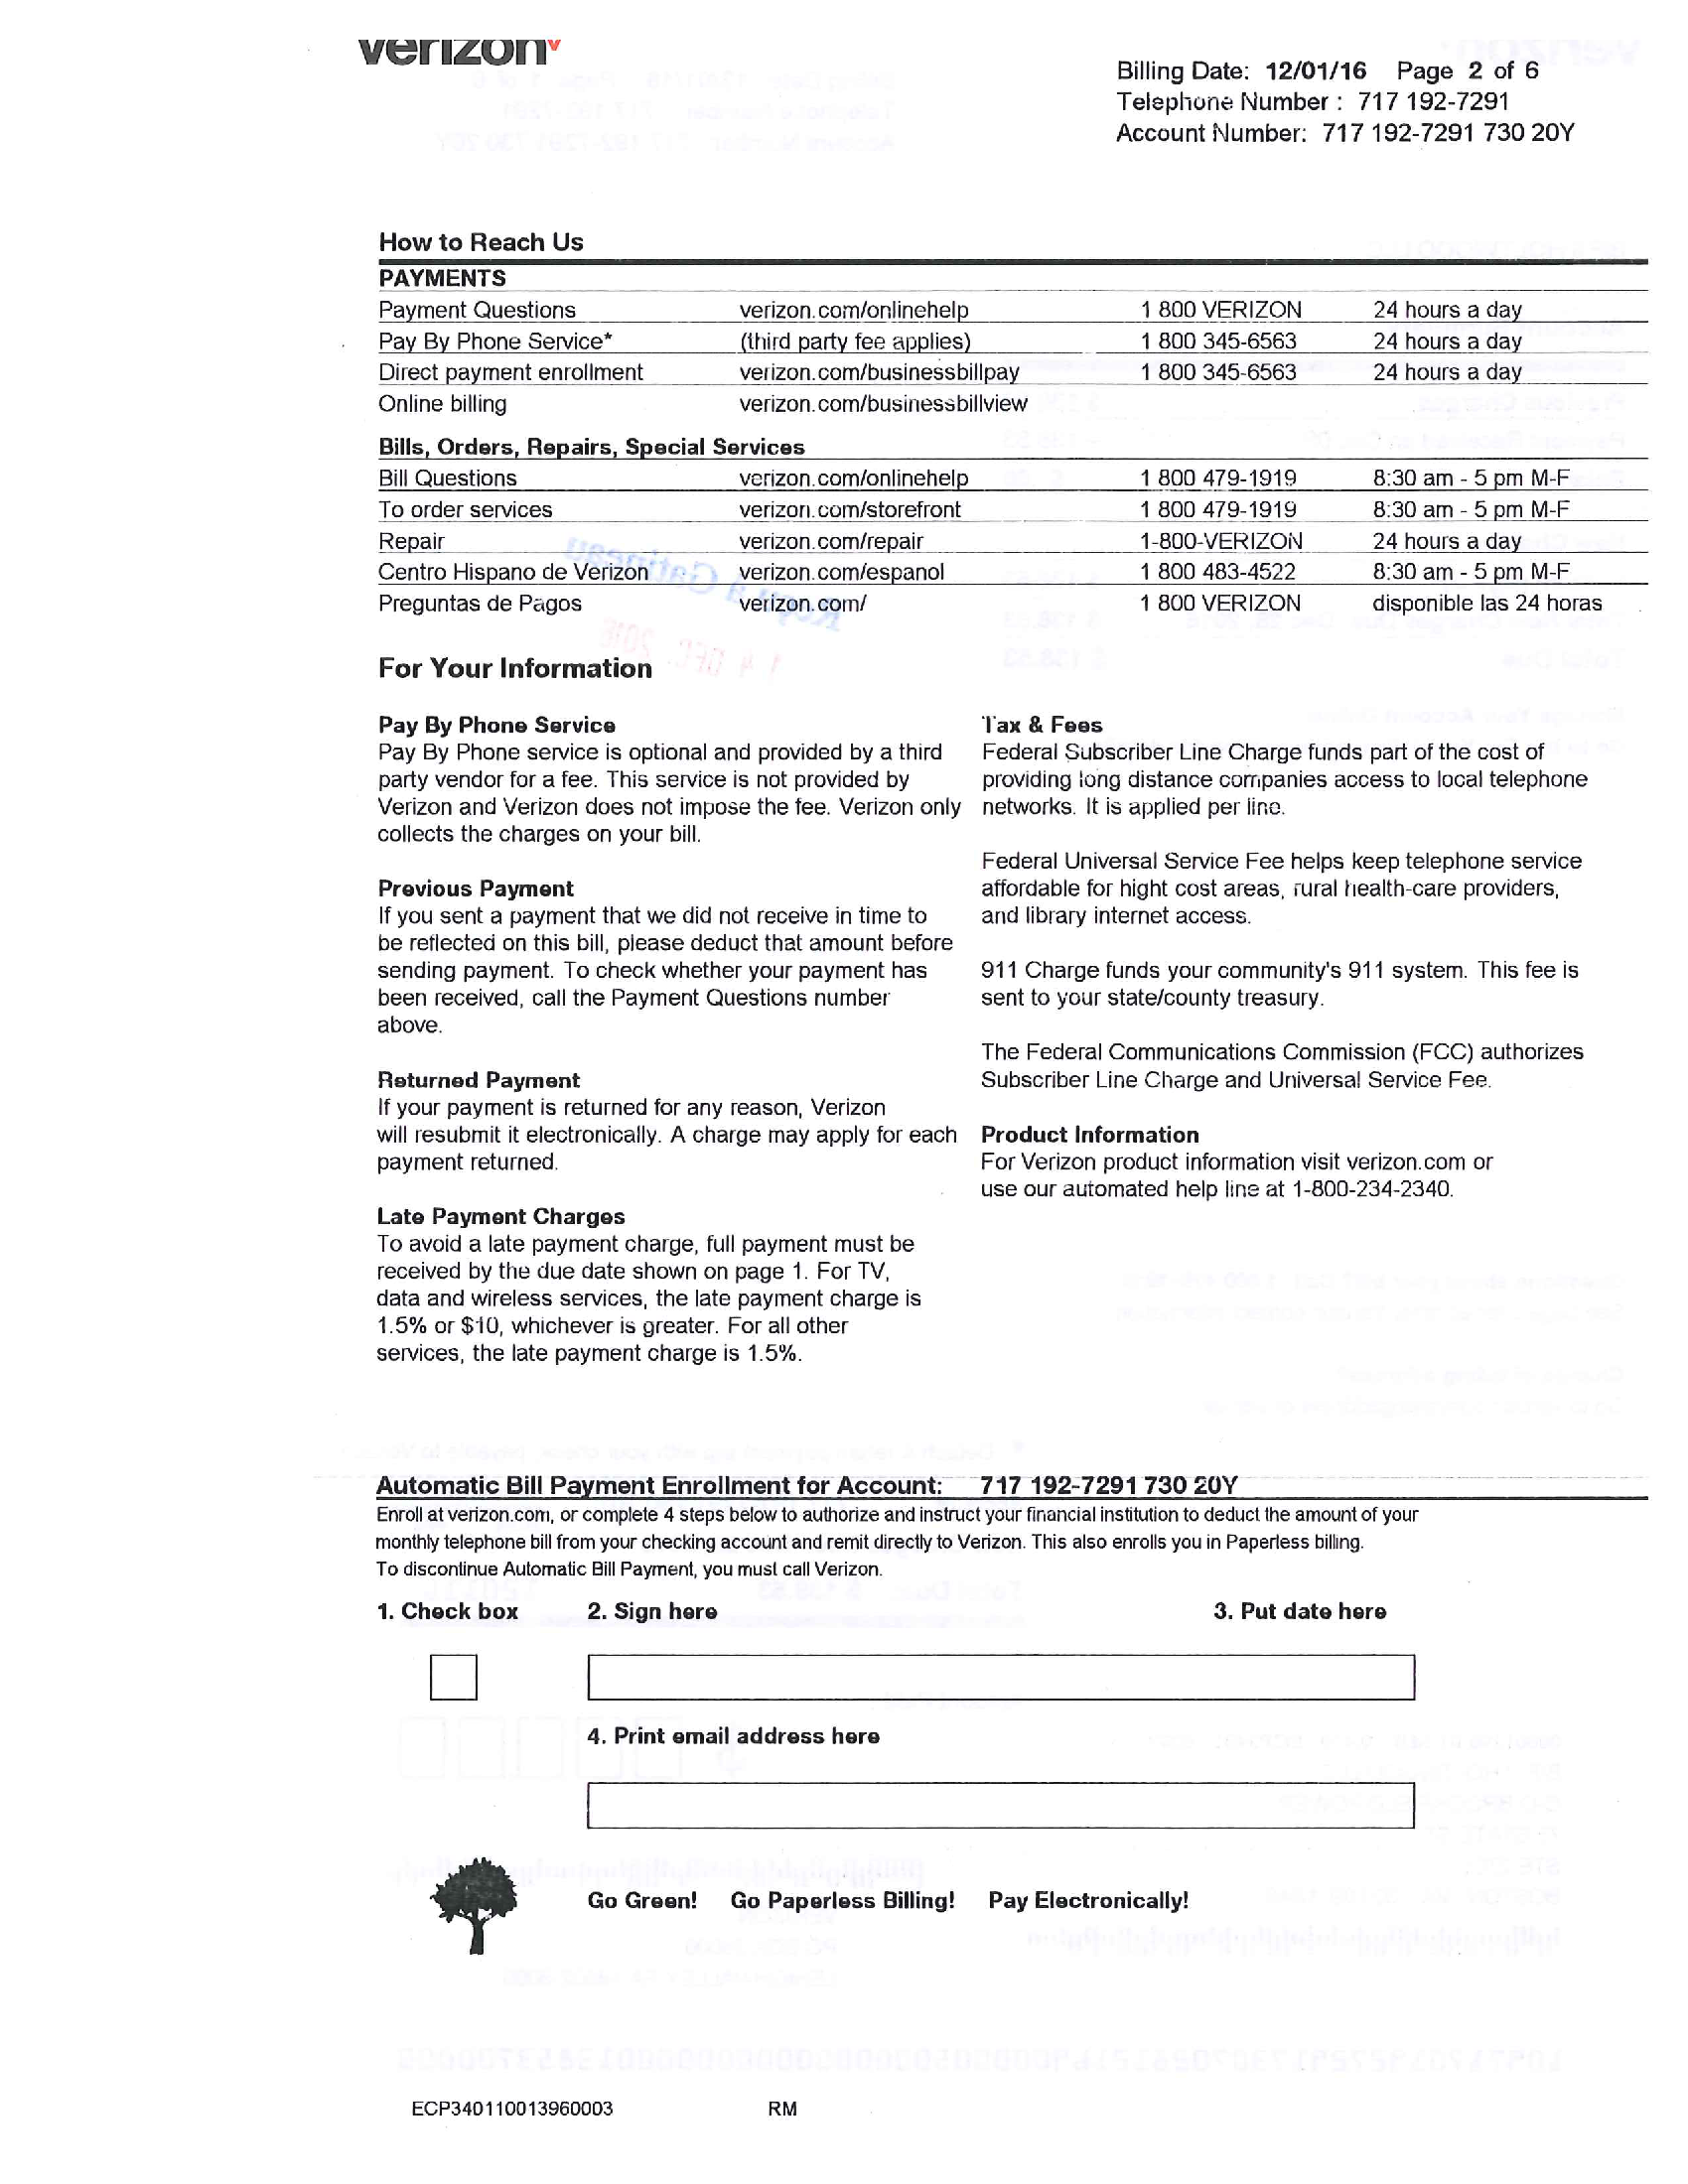 verizon
Billing Date: 12/01/16 Page 2 of 6
Telephone Number : 717 192-7291
Account Number: 717 192-7291 730 20Y
How to Reach Us
PAYMENTS
Payment Questions verizon.com/onlinehelp 1 800 VERIZON 24 hours a day
Pay By Phone Service* (third party fee applies) 1 800 345-6563 24 hours a day
Direct payment enrollment verizon.com/businessbillpay 1 800 345-6563 24 hours a day
Online billing verizon.com/businessbillview
Bills, Orders, Repairs, Special Services
Bill Questions verizon.com/onlinehelp 1 800 479-1919 8:30 am - 5 pm M-F
To order services verizon.com/storefront 1 800 479-1919 8:30 am - 5 pm M-F
Repair verizon.com/repair 1-800-VERIZON 24 hours a day
Centro Hispano de Verizon verizon.com/espanol 1 800 483-4522 8:30 am - 5 pm M-F
Preguntas de Pagos verizon.com/ 1 800 VERIZON disponible las 24 horas
Reçu à Gatineau
14 DEC. 2016
For Your Information
Pay By Phone Service
Pay By Phone service is optional and provided by a third
party vendor for a fee. This service is not provided by
Verizon and Verizon does not impose the fee. Verizon only
collects the charges on your bill.
Previous Payment
If you sent a payment that we did not receive in time to
be reflected on this bill, please deduct that amount before
sending payment. To check whether your payment has
been received, call the Payment Questions number
above.
Returned Payment
If your payment is returned for any reason, Verizon
will resubmit it electronically. A charge may apply for each
payment returned.
Late Payment Charges
To avoid a late payment charge, full payment must be
received by the due date shown on page 1. For TV,
data and wireless services, the late payment charge is
1.5% or $10, whichever is greater. For all other
services, the late payment charge is 1.5%.
Tax & Fees
Federal Subscriber Line Charge funds part of the cost of
providing long distance companies access to local telephone
networks. It is applied per line.
Federal Universal Service Fee helps keep telephone service
affordable for hight cost areas, rural health-care providers,
and library internet access.
911 Charge funds your community's 911 system. This fee is
sent to your state/county treasury.
The Federal Communications Commission (FCC) authorizes
Subscriber Line Charge and Universal Service Fee.
Product Information
For Verizon product information visit verizon.com or
use our automated help line at 1-800-234-2340.
Automatic Bill Payment Enrollment for Account: 717 192-7291 730 20Y
Enroll at verizon.com, or complete 4 steps below to authorize and instruct your financial institution to deduct the amount of your
monthly telephone bill from your checking account and remit directly to Verizon. This also enrolls you in Paperless billing.
To discontinue Automatic Bill Payment, you must call Verizon.
1. Check box 2. Sign here 3. Put date here
4. Print email address here
Go Green! Go Paperless Billing! Pay Electronically!
ECP340110013960003 RM